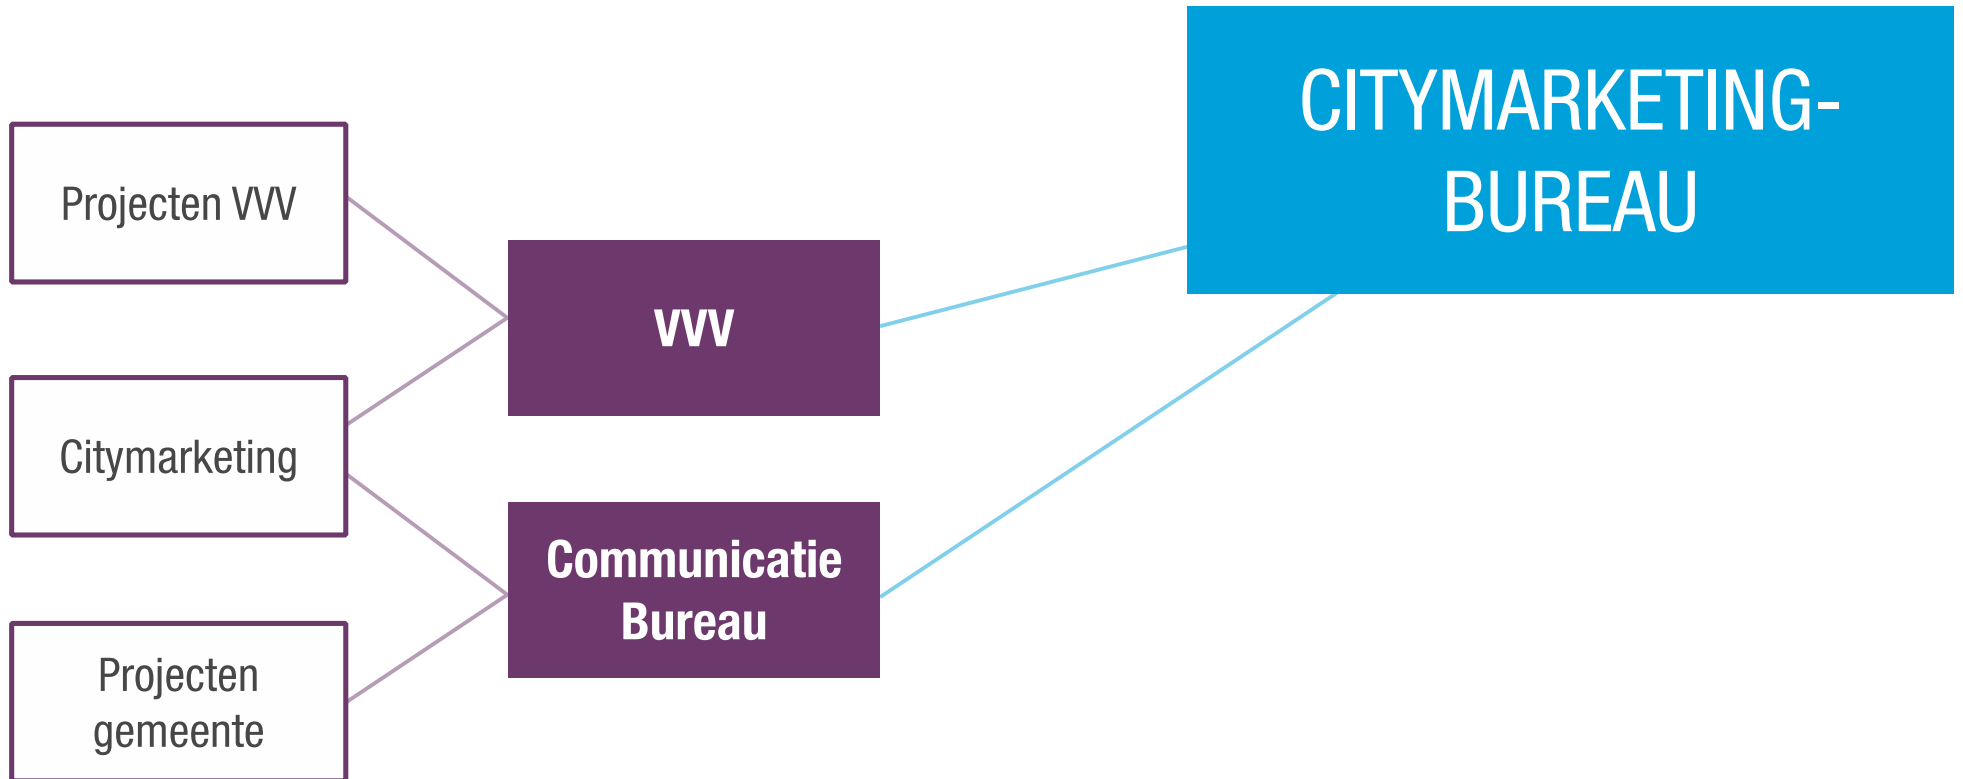 CITYMARKETING-
BUREAU
Projecten VVV
VVV
Citymarketing
Communicatie
Bureau
Projecten
gemeente